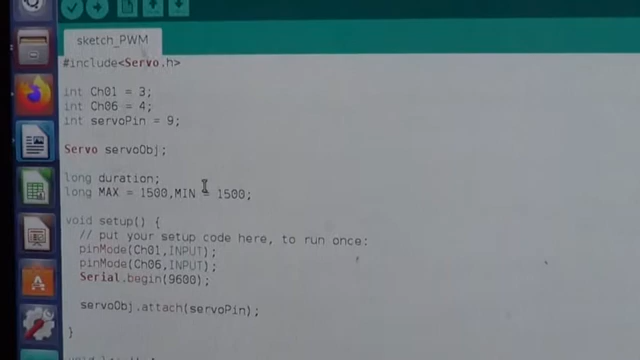 sketch_PWM
#include<Servo.h>
int Ch01 = 3;
int Ch06 = 4;
int servoPin = 9;
Servo servoObj;
long duration;
long MAX = 1500,MIN = 1500;
void setup() {
// put your setup code here, to run once:
pinMode(Ch01,INPUT);
pinMode(Ch06,INPUT);
Serial.begin(9600);
servoObj.attach(servoPin);
}